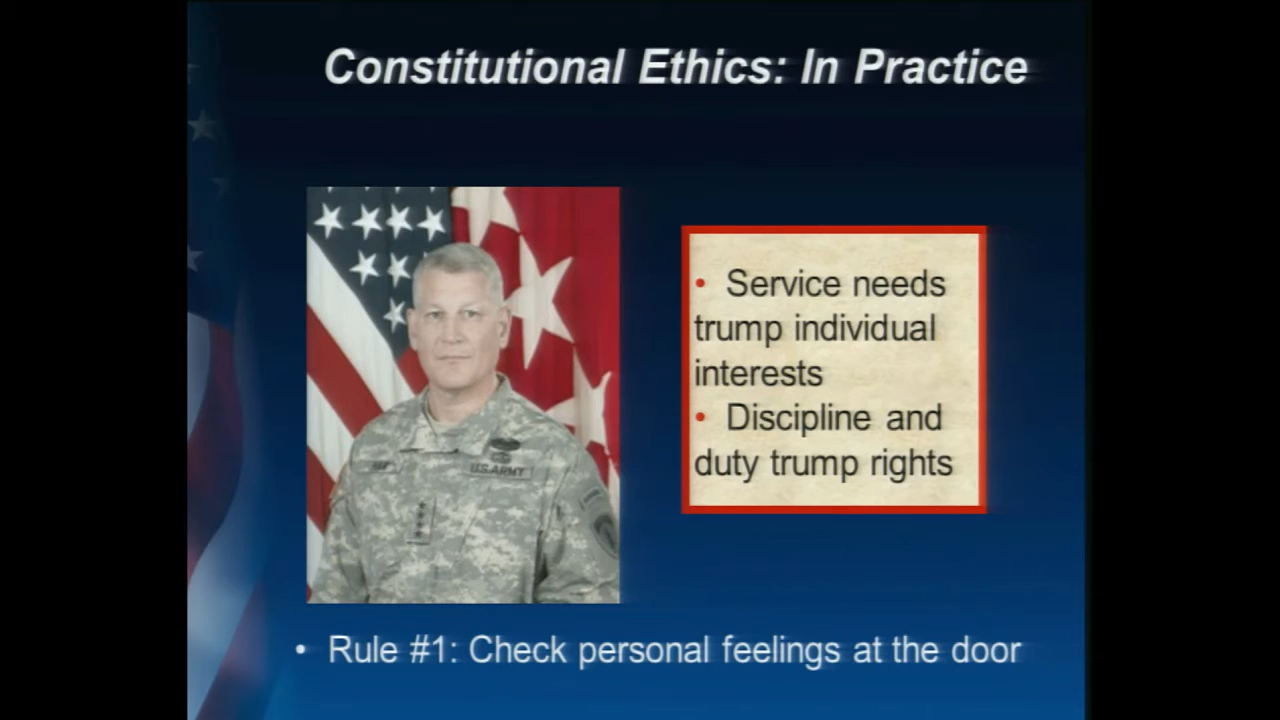 Constitutional Ethics: In Practice
• Service needs
trump individual
interests
• Discipline and
duty trump rights
U.S. ARMY
• Rule #1: Check personal feelings at the door